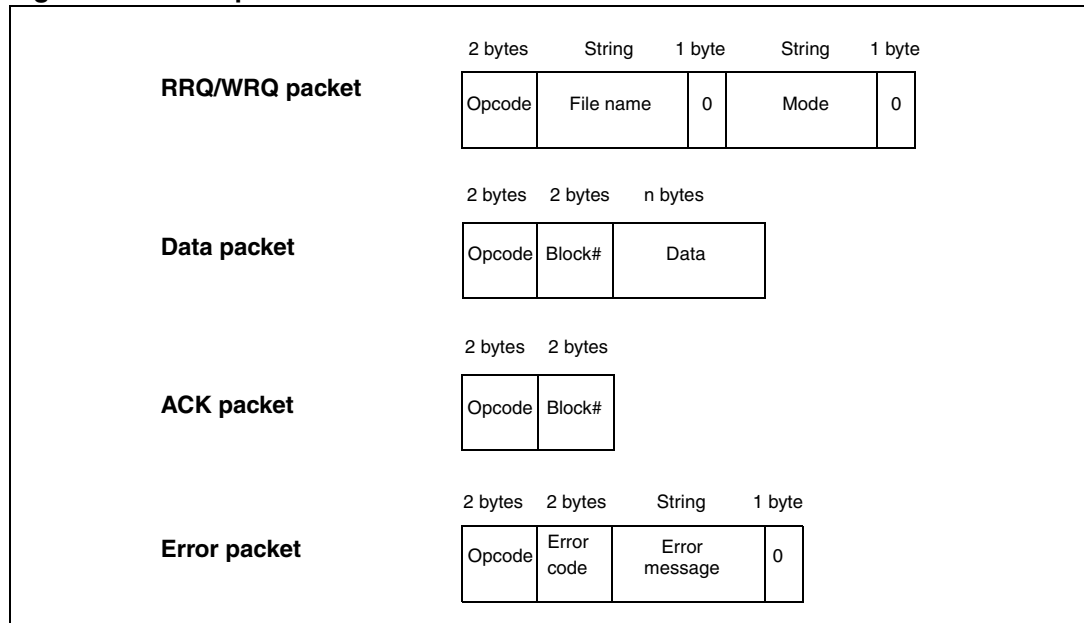 2 bytes String 1 byte String 1 byte
RRQ/WRQ packet
Opcode File name 0 Mode 0
2 bytes 2 bytes n bytes
Data packet
Opcode Block# Data
2 bytes 2 bytes
ACK packet
Opcode Block#
2 bytes 2 bytes String 1 byte
Error packet
Opcode Error code Error message 0